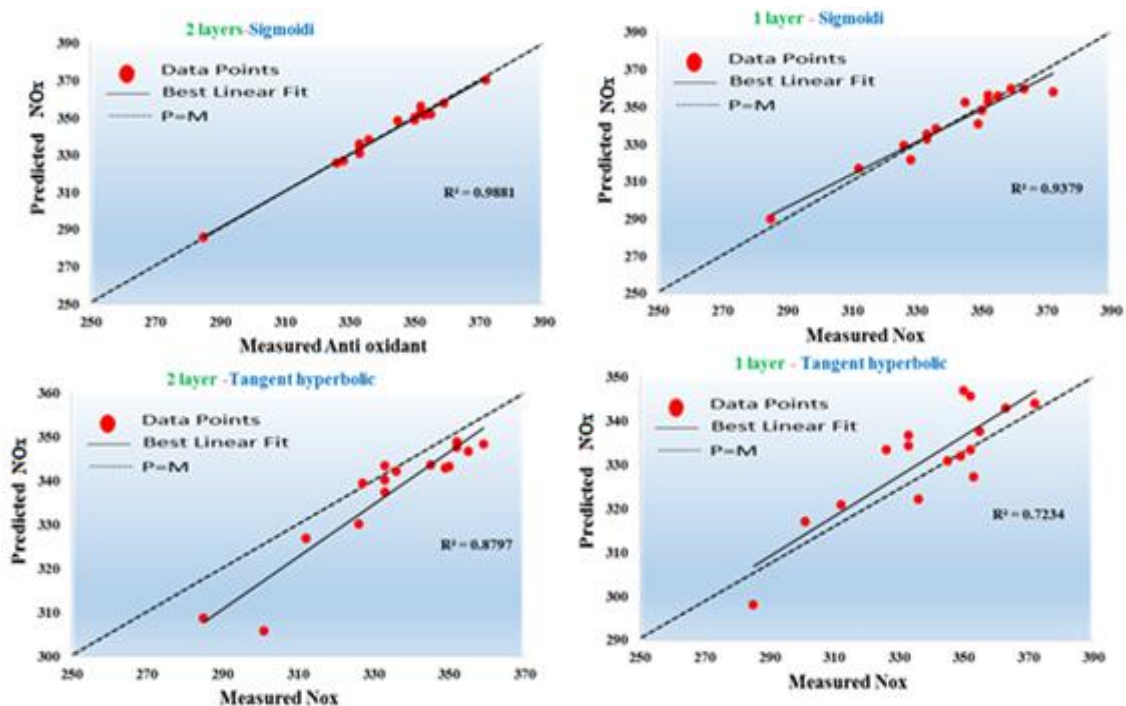 2 layers-Sigmoidi
390
370
350
330
310
290
270
250
Predicted NOx
Data Points
Best Linear Fit
P=M
R² = 0.9881
250 270 290 310 330 350 370 390
Measured Anti oxidant
1 layer - Sigmoidi
390
370
350
330
310
290
270
250
Predicted NOx
Data Points
Best Linear Fit
P=M
R² = 0.9379
250 270 290 310 330 350 370 390
Measured Nox
2 layer -Tangent hyperbolic
360
350
340
330
320
310
300
Predicted NOx
Data Points
Best Linear Fit
P=M
R² = 0.8797
250 270 290 310 330 350 370
Measured Nox
1 layer - Tangent hyperbolic
350
340
330
320
310
300
290
Predicted NOx
Data Points
Best Linear Fit
P=M
R² = 0.7234
250 270 290 310 330 350 370 390
Measured Nox